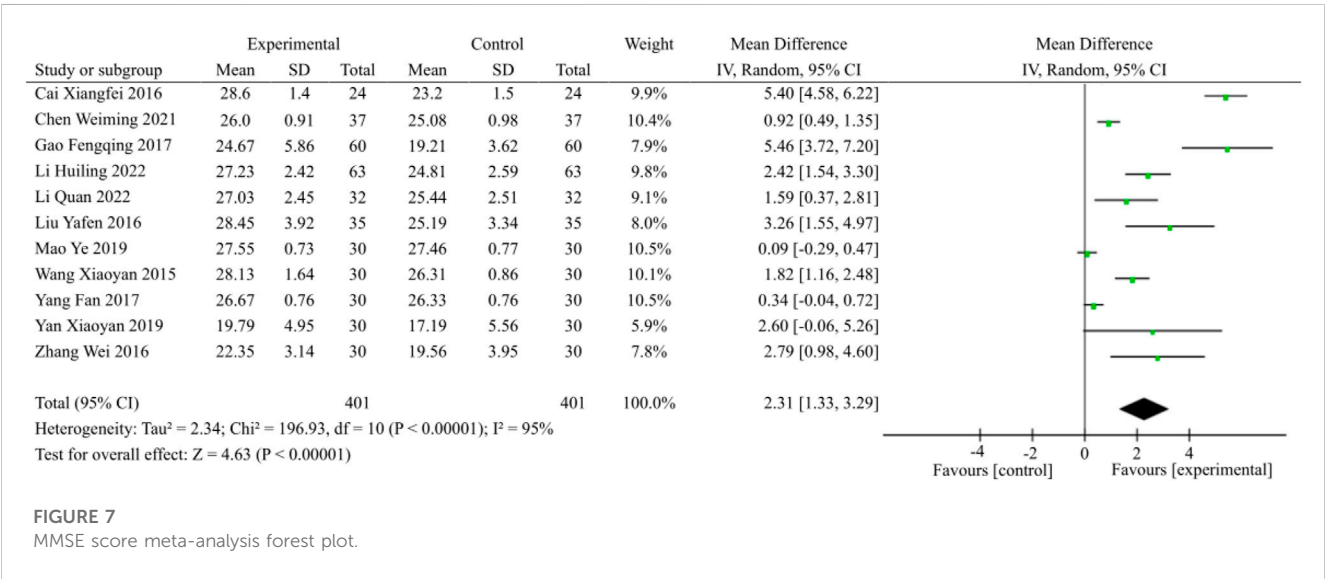 Experimental Control Weight Mean Difference Mean Difference
Study or subgroup Mean SD Total Mean SD Total IV, Random, 95% CI IV, Random, 95% CI
Cai Xiangfei 2016 28.6 1.4 24 23.2 1.5 24 9.9% 5.40 [4.58, 6.22]
Chen Weiming 2021 26.0 0.91 37 25.08 0.98 37 10.4% 0.92 [0.49, 1.35]
Gao Fengqing 2017 24.67 5.86 60 19.21 3.62 60 7.9% 5.46 [3.72, 7.20]
Li Huiling 2022 27.23 2.42 63 24.81 2.59 63 9.8% 2.42 [1.54, 3.30]
Li Quan 2022 27.03 2.45 32 25.44 2.51 32 9.1% 1.59 [0.37, 2.81]
Liu Yafen 2016 28.45 3.92 35 25.19 3.34 35 8.0% 3.26 [1.55, 4.97]
Mao Ye 2019 27.55 0.73 30 27.46 0.77 30 10.5% 0.09 [-0.29, 0.47]
Wang Xiaoyan 2015 28.13 1.64 30 26.31 0.86 30 10.1% 1.82 [1.16, 2.48]
Yang Fan 2017 26.67 0.76 30 26.33 0.76 30 10.5% 0.34 [-0.04, 0.72]
Yan Xiaoyan 2019 19.79 4.95 30 17.19 5.56 30 5.9% 2.60 [-0.06, 5.26]
Zhang Wei 2016 22.35 3.14 30 19.56 3.95 30 7.8% 2.79 [0.98, 4.60]
Total (95% CI) 401 401 100.0% 2.31 [1.33, 3.29]
Heterogeneity: Tau² = 2.34; Chi² = 196.93, df = 10 (P < 0.00001); I² = 95%
Test for overall effect: Z = 4.63 (P < 0.00001)
-4 -2 0 2 4
Favours [control] Favours [experimental]
FIGURE 7
MMSE score meta-analysis forest plot.